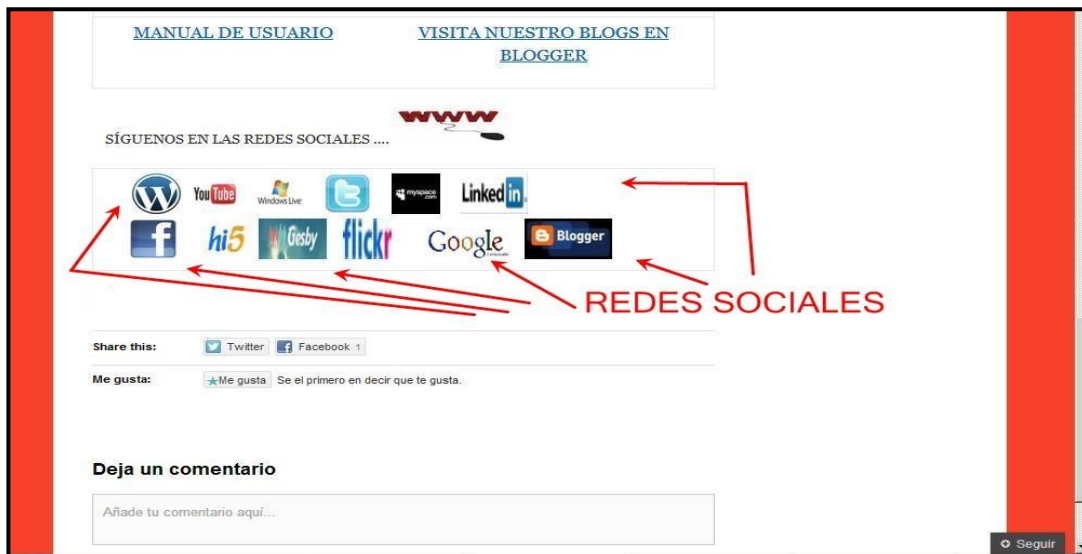 MANUAL DE USUARIO
VISITA NUESTRO BLOGS EN
BLOGGER
WWW
SÍGUENOS EN LAS REDES SOCIALES ....
W YouTube Windows Live t myspace.com Linked in.
f hi5 Gesby flickr Google Blogger
REDES SOCIALES
Share this: Twitter Facebook 1
Me gusta: Me gusta Se el primero en decir que te gusta.
Deja un comentario
Añade tu comentario aquí...
Seguir